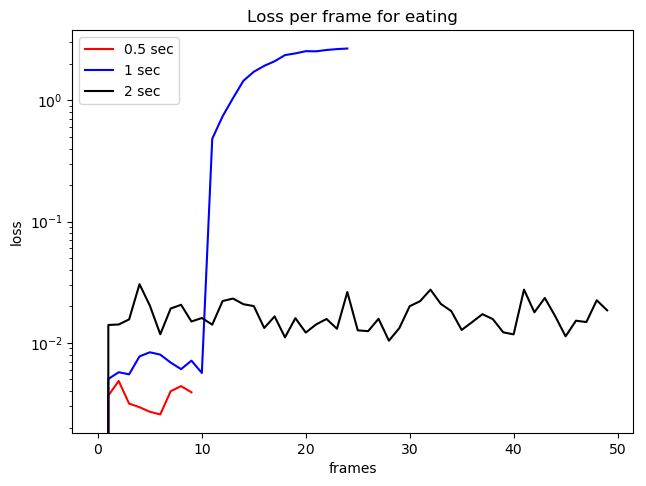 Loss per frame for eating
0.5 sec
1 sec
2 sec
loss
10⁰
10⁻¹
10⁻²
0 10 20 30 40 50
frames